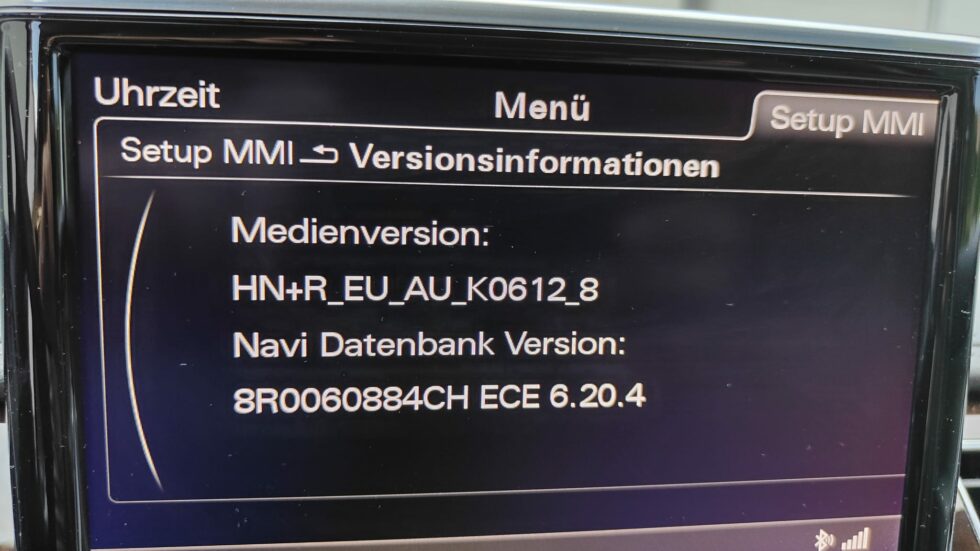 Uhrzeit
Menü
Setup MMI
Setup MMI Versionsinformationen
Medienversion:
HN+R_EU_AU_K0612_8
Navi Datenbank Version:
8R0060884CH ECE 6.20.4